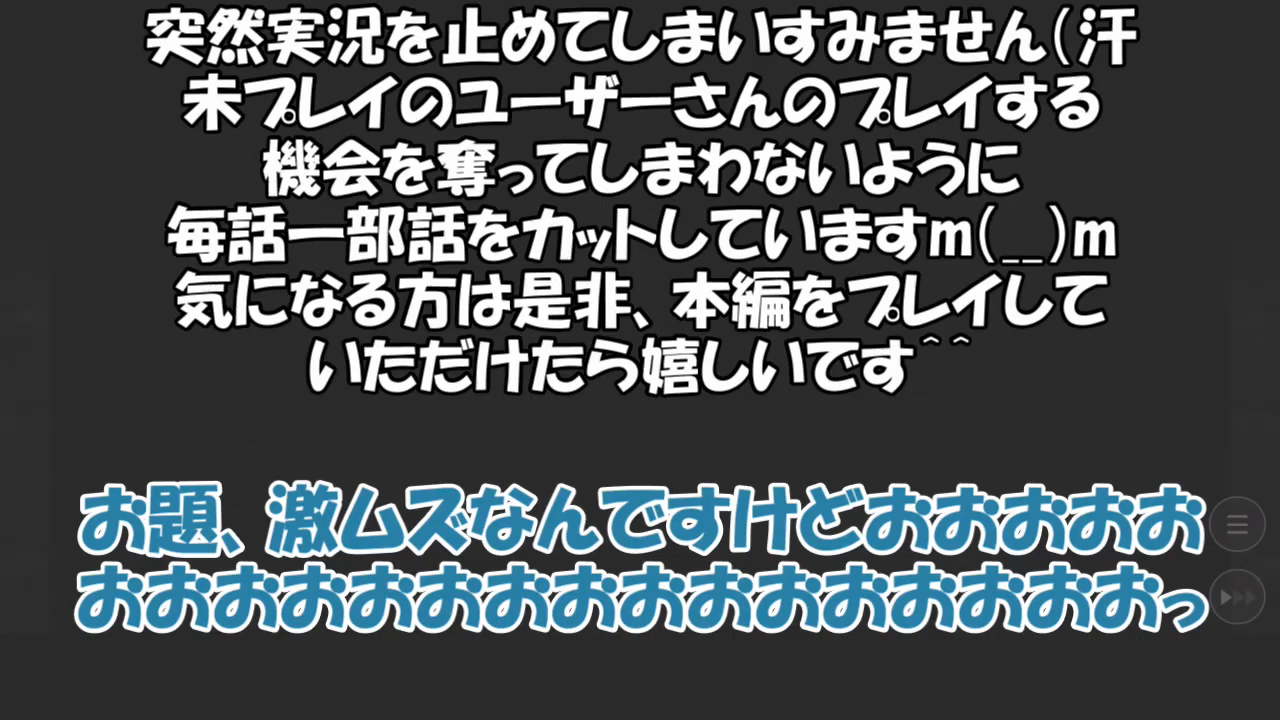 突然実況を止めてしまいすみません(汗
未プレイのユーザーさんのプレイする
機会を奪ってしまわないように
毎話一部話をカットしていますm(__)m
気になる方は是非、本編をプレイして
いただけたら嬉しいです^^
お題、激ムズなんですけどおおおおお
おおおおおおおおおおおおおおおおっ